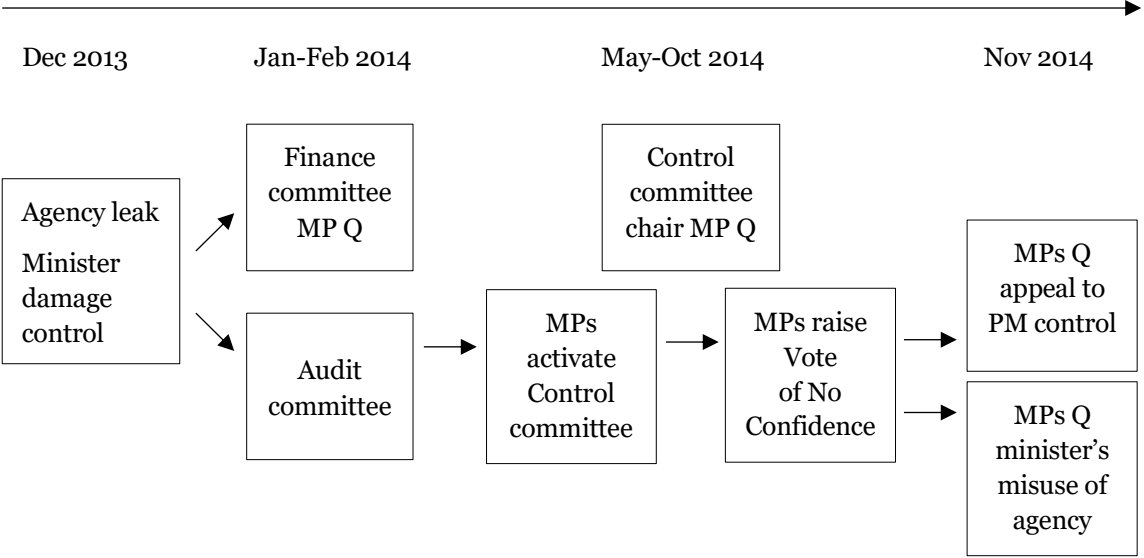 Dec 2013
Jan-Feb 2014
May-Oct 2014
Nov 2014
Agency leak
Minister
damage
control
Finance
committee
MP Q
Audit
committee
Control
committee
chair MP Q
MPs
activate
Control
committee
MPs raise
Vote
of No
Confidence
MPs Q
appeal to
PM control
MPs Q
minister’s
misuse of
agency